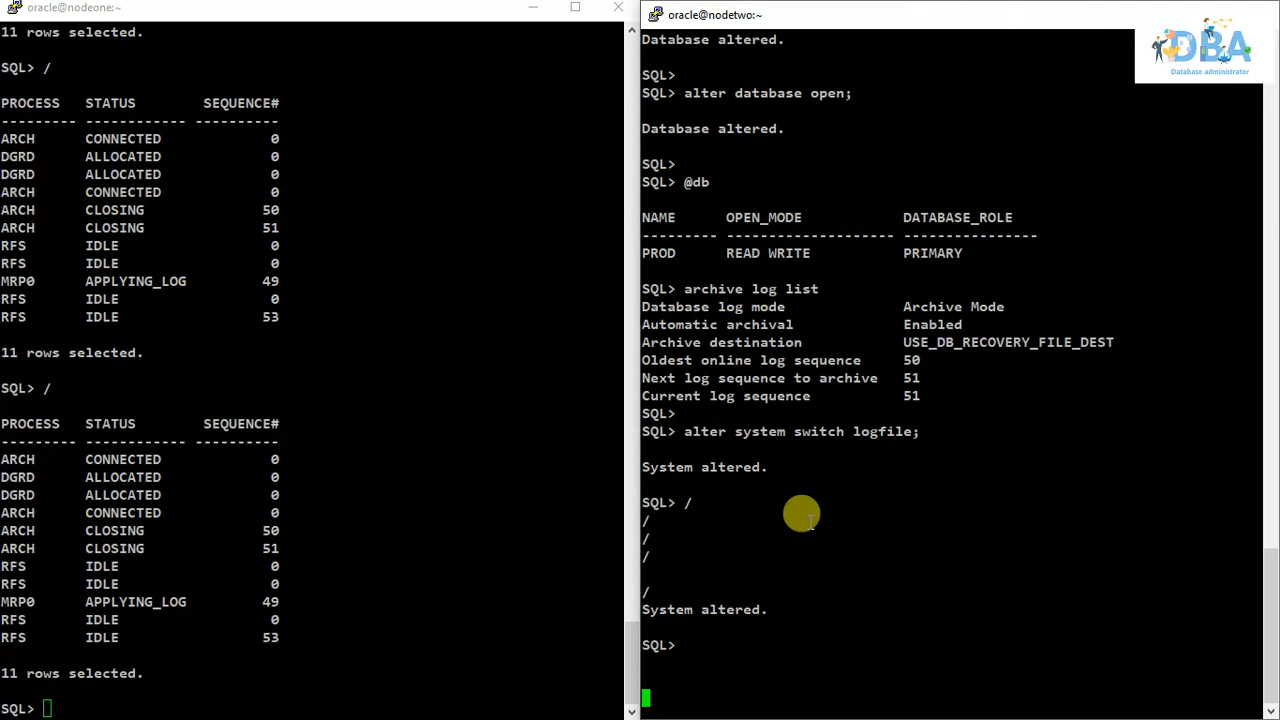 oracle@nodeone:~
11 rows selected.
SQL> /
PROCESS   STATUS        SEQUENCE#
--------- ------------ ----------
ARCH      CONNECTED             0
DGRD      ALLOCATED             0
DGRD      ALLOCATED             0
ARCH      CONNECTED             0
ARCH      CLOSING              50
ARCH      CLOSING              51
RFS       IDLE                  0
RFS       IDLE                  0
MRP0      APPLYING_LOG         49
RFS       IDLE                  0
RFS       IDLE                 53
11 rows selected.
SQL> /
PROCESS   STATUS        SEQUENCE#
--------- ------------ ----------
ARCH      CONNECTED             0
DGRD      ALLOCATED             0
DGRD      ALLOCATED             0
ARCH      CONNECTED             0
ARCH      CLOSING              50
ARCH      CLOSING              51
RFS       IDLE                  0
RFS       IDLE                  0
MRP0      APPLYING_LOG         49
RFS       IDLE                  0
RFS       IDLE                 53
11 rows selected.
SQL>
oracle@nodetwo:~
DBA
Database administrator
Database altered.
SQL>
SQL> alter database open;
Database altered.
SQL>
SQL> @db
NAME      OPEN_MODE            DATABASE_ROLE
--------- -------------------- ----------------
PROD      READ WRITE           PRIMARY
SQL> archive log list
Database log mode              Archive Mode
Automatic archival             Enabled
Archive destination            USE_DB_RECOVERY_FILE_DEST
Oldest online log sequence     50
Next log sequence to archive   51
Current log sequence           51
SQL>
SQL> alter system switch logfile;
System altered.
SQL> /
/
/
/
/
System altered.
SQL>